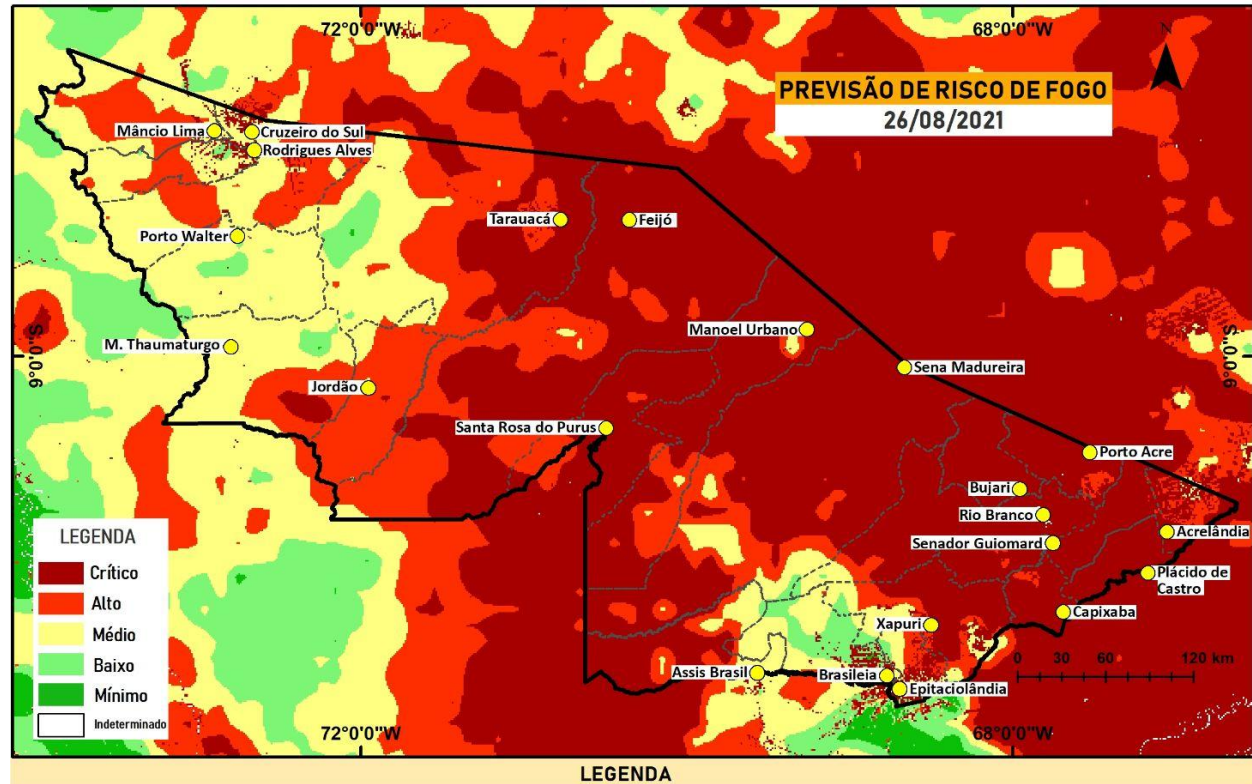 72°0'0"W
68°0'0"W
N
PREVISÃO DE RISCO DE FOGO
26/08/2021
Mâncio Lima
Cruzeiro do Sul
Rodrigues Alves
Tarauacá
Feijó
Porto Walter
Manoel Urbano
M. Thaumaturgo
9°0'0"S
9°0'0"S
Sena Madureira
Jordão
Santa Rosa do Purus
Porto Acre
Bujari
Rio Branco
Acrelândia
Senador Guiomard
Plácido de
Castro
Capixaba
Xapuri
Assis Brasil
Brasileia
Epitaciolândia
0 30 60 120 km
LEGENDA
Crítico
Alto
Médio
Baixo
Mínimo
Indeterminado
72°0'0"W
68°0'0"W
LEGENDA